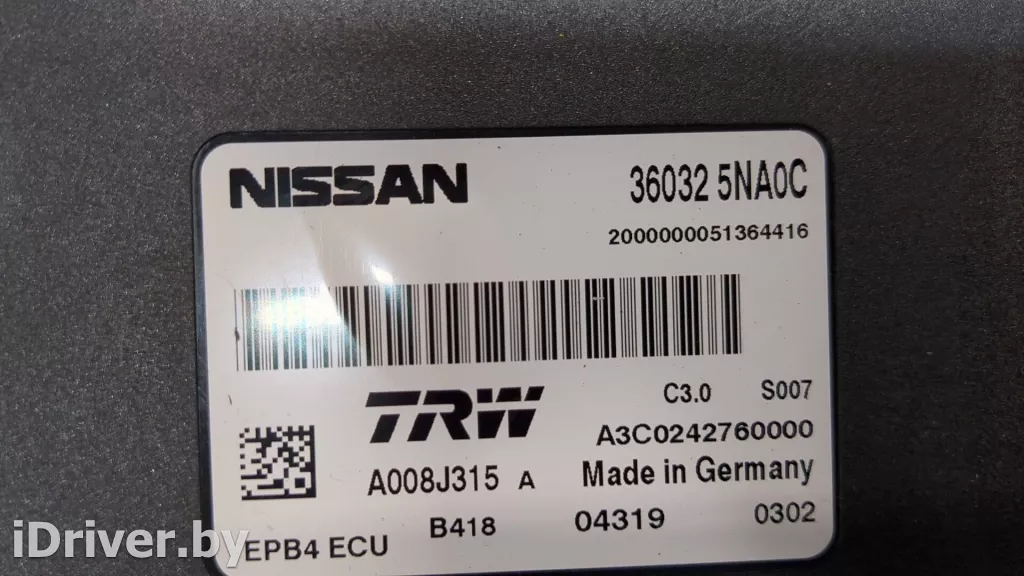 NISSAN 36032 5NA0C
2000000051364416
C3.0 S007
TRW A3C0242760000
A008J315 A Made in Germany
B418 04319 0302
EPB4 ECU
iDriver.by